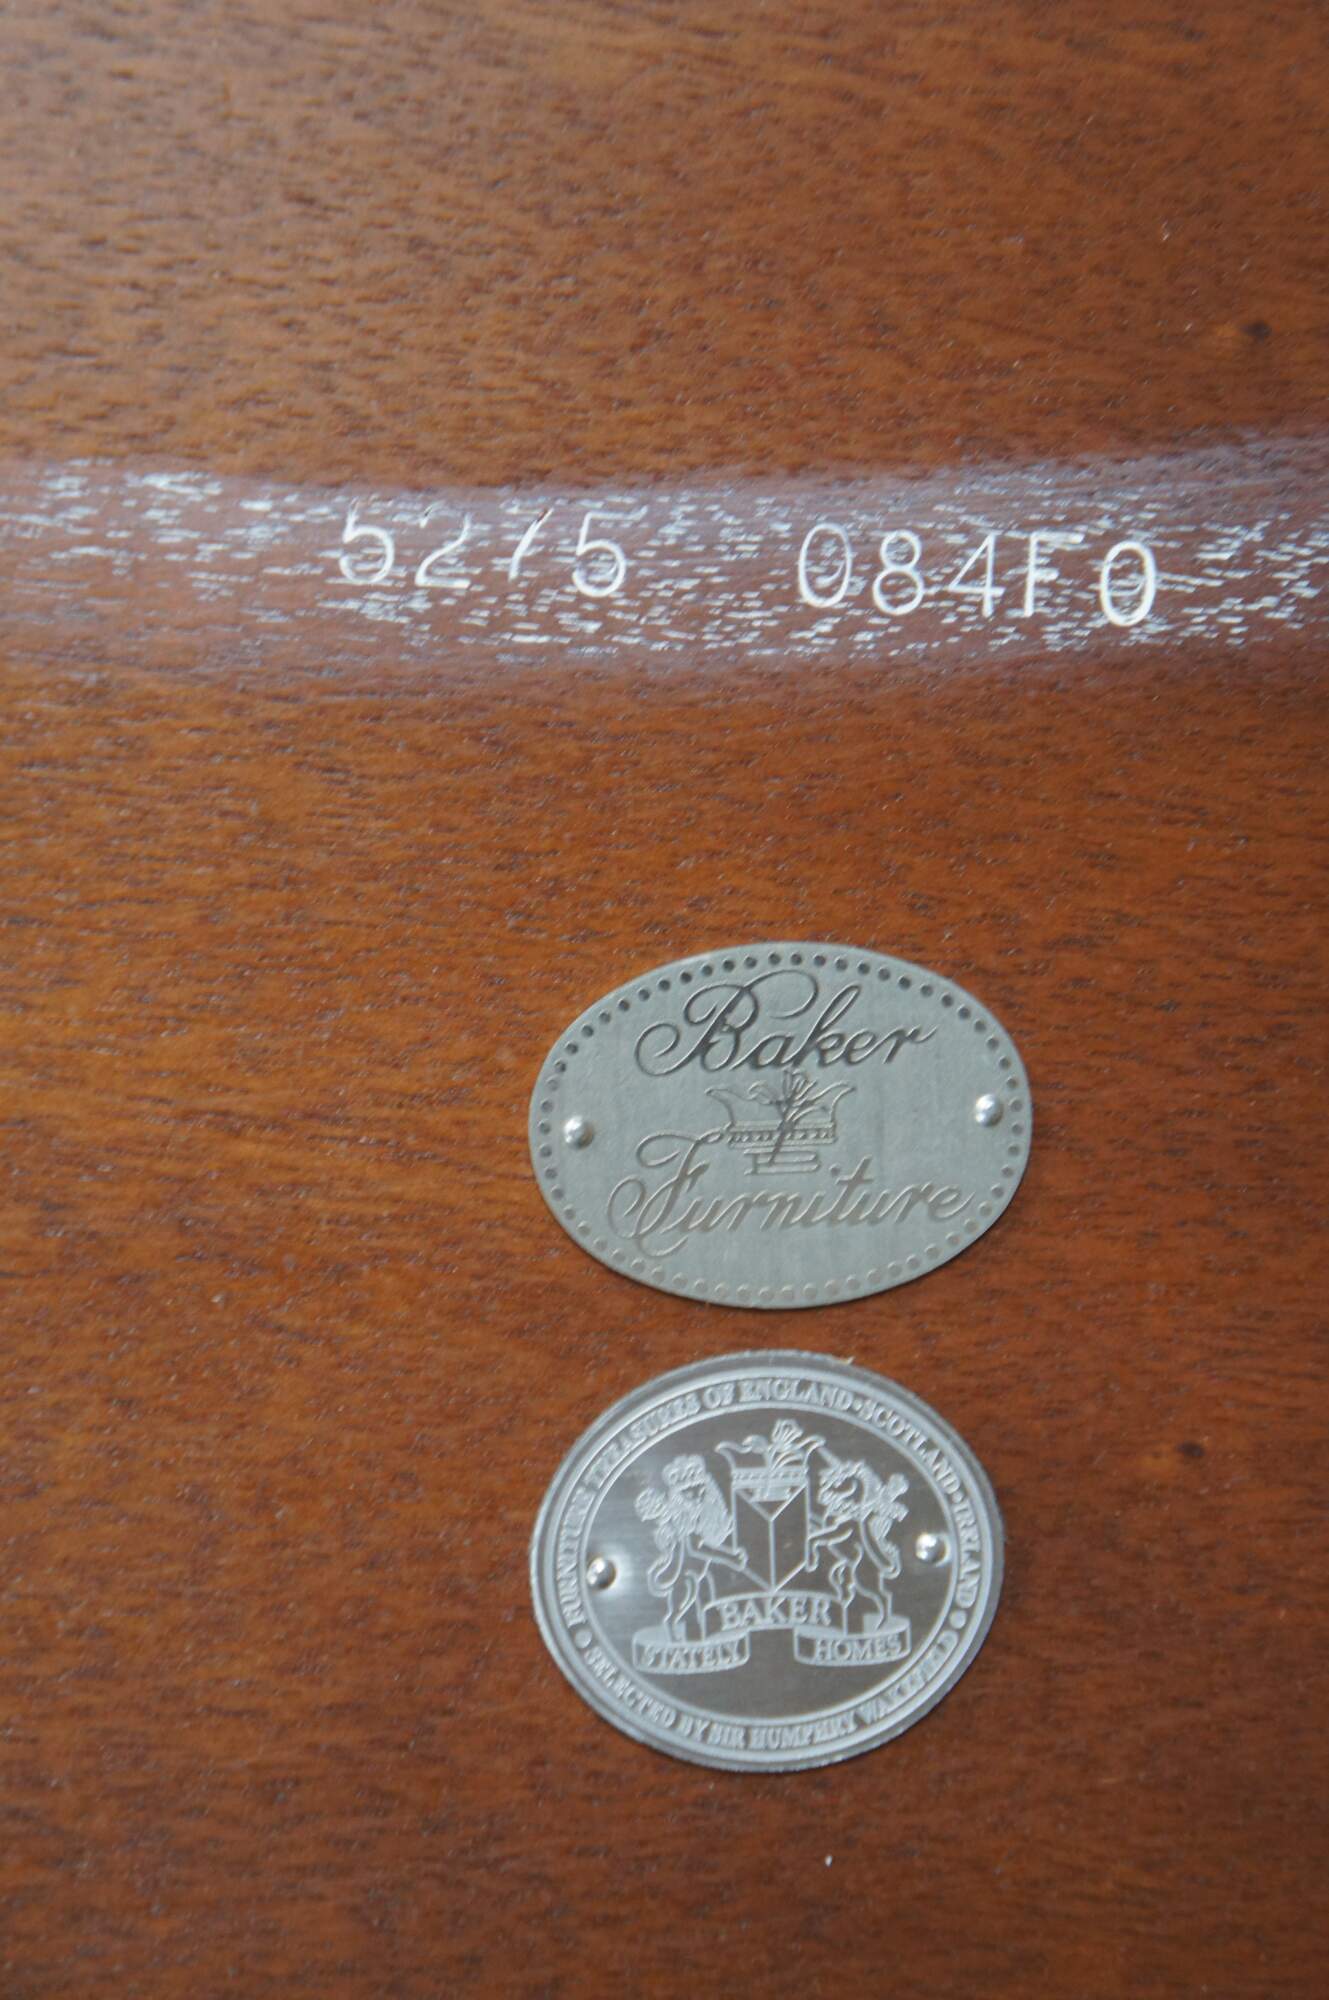 5275 084F0
Baker
Furniture
• FURNITURE TREASURES OF ENGLAND•SCOTLAND•IRELAND •
BAKER
STATELY HOMES
SELECTED BY SIR HUMPHRY WAKEFIELD